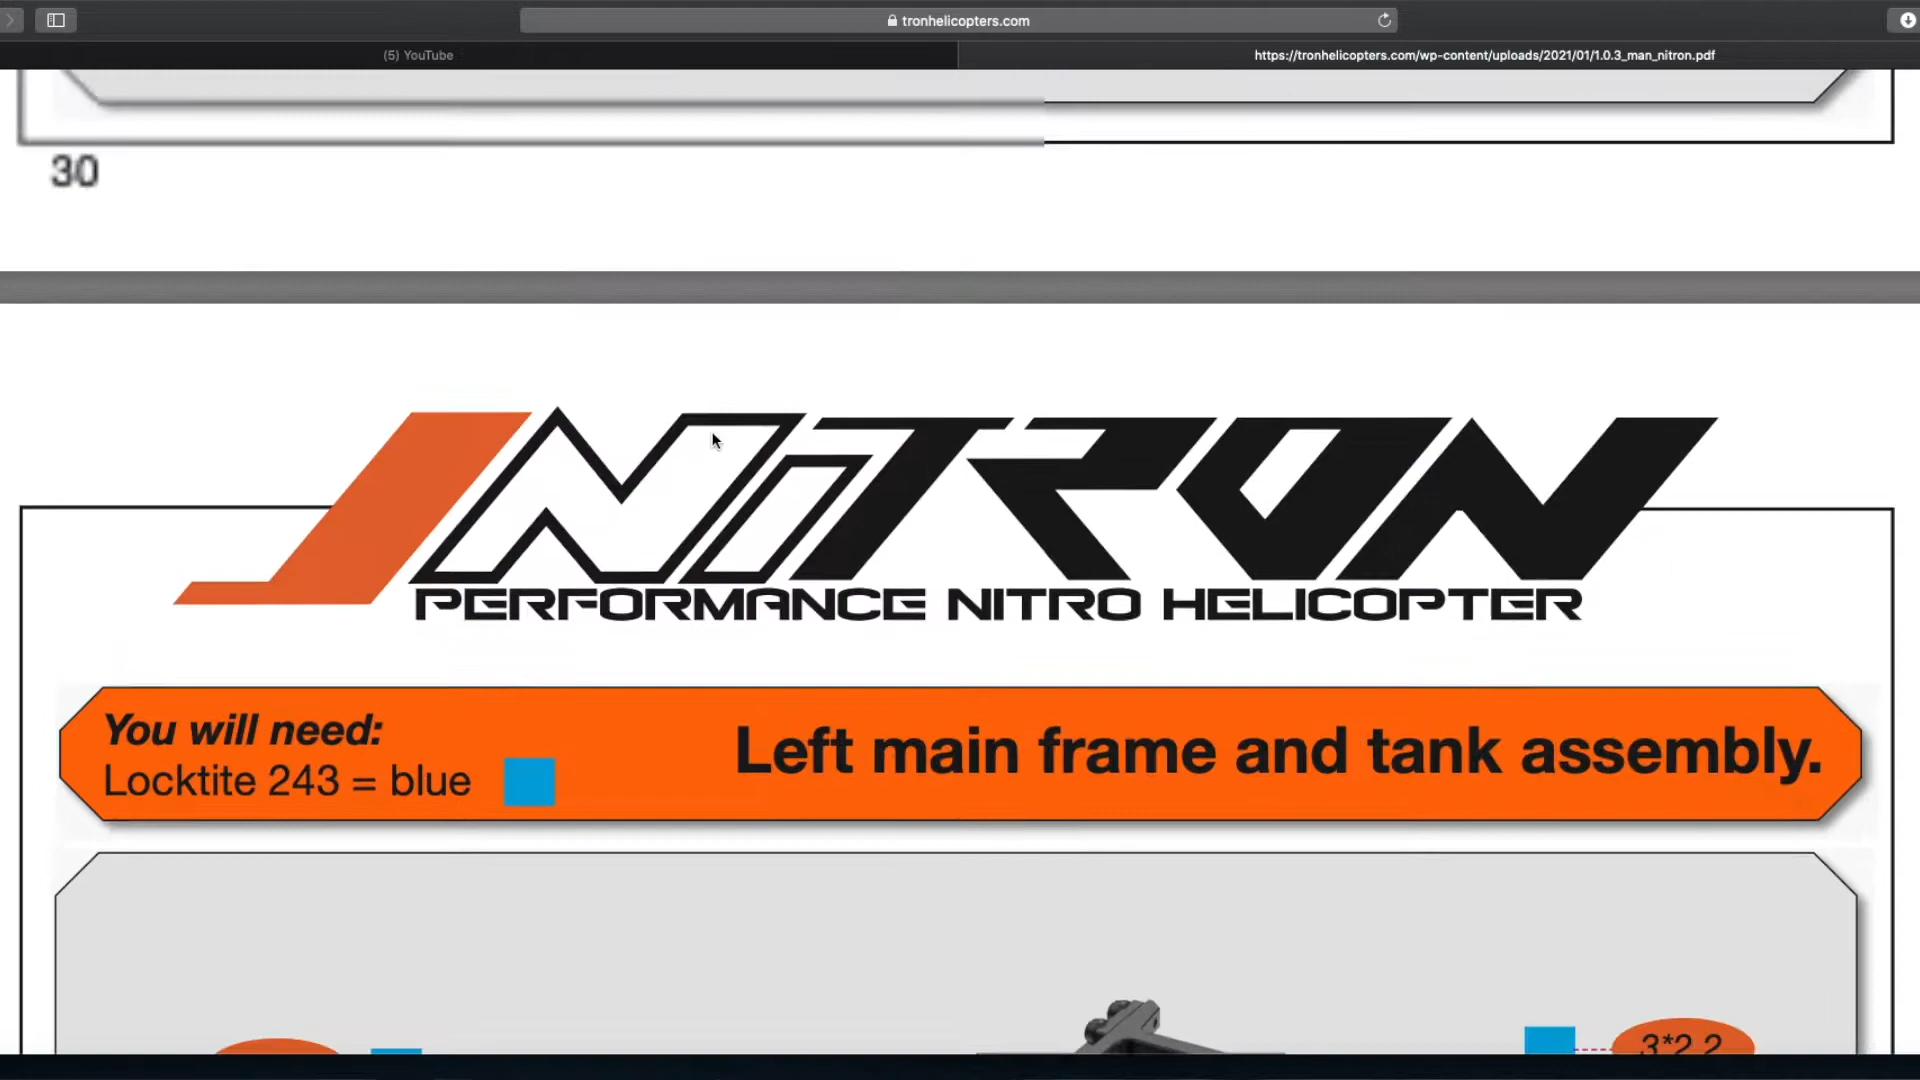 tronhelicopters.com
(5) YouTube
https://tronhelicopters.com/wp-content/uploads/2021/01/1.0.3_man_nitron.pdf
30
NiTRON
PERFORMANCE NITRO HELICOPTER
You will need:
Locktite 243 = blue
Left main frame and tank assembly.